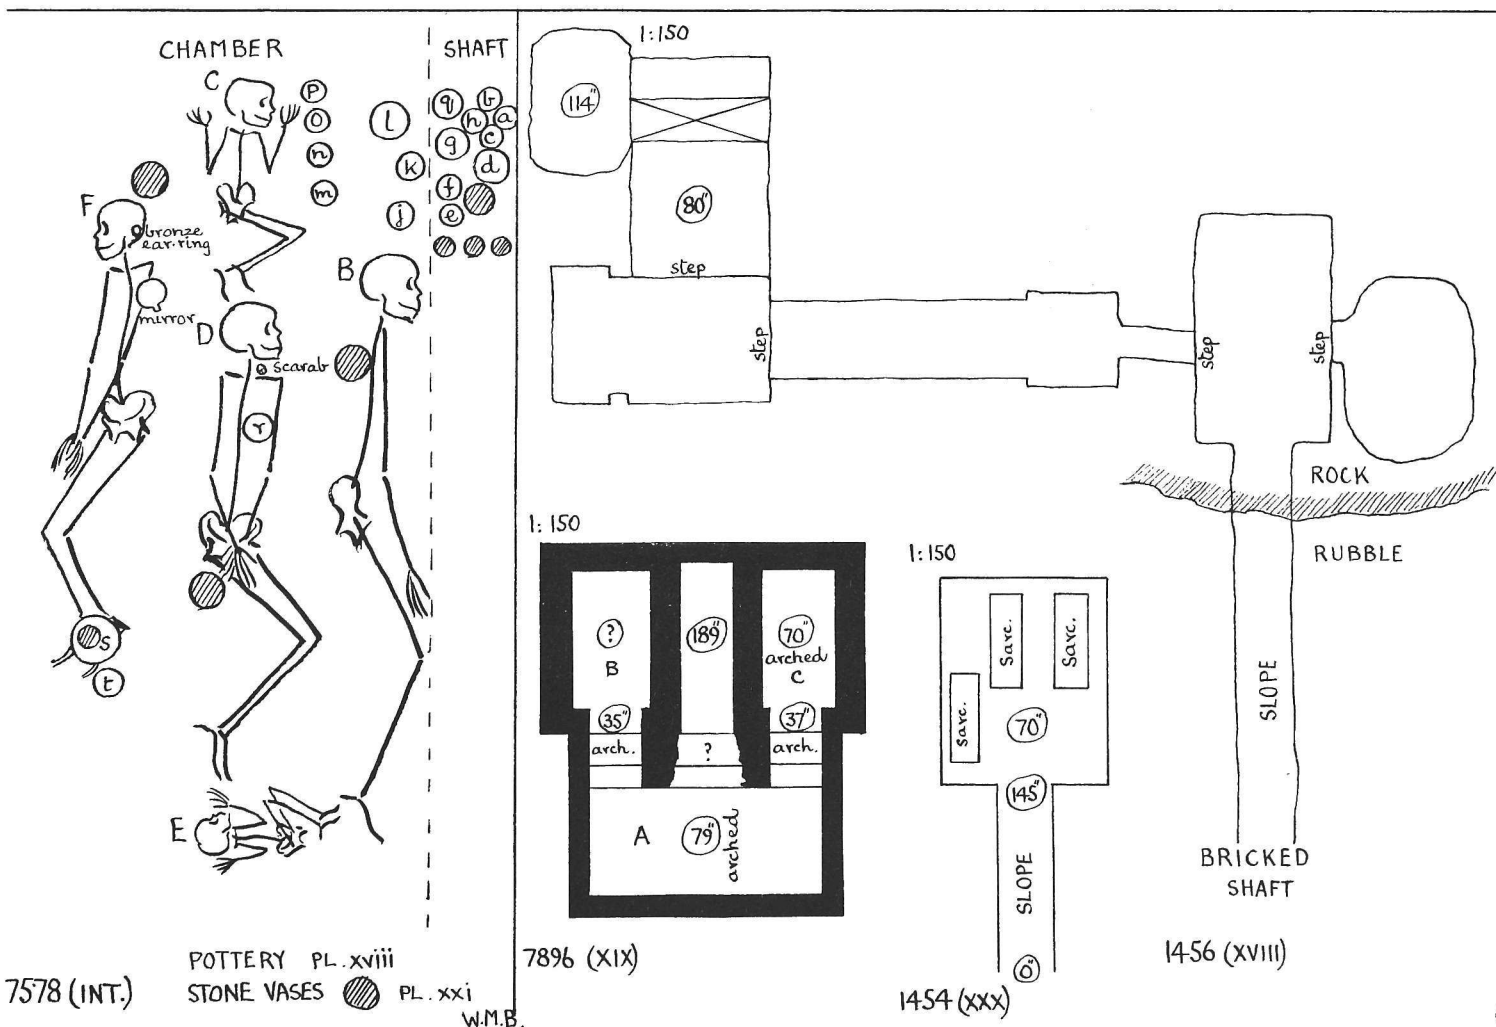 CHAMBER
SHAFT
C
p
o
n
m
l
k
j
q
b
h
a
g
c
d
f
e
F
bronze
ear-ring
mirror
B
D
scarab
r
s
t
E
POTTERY PL. xviii
STONE VASES PL. xxi
7578 (INT.)
W.M.B.
1:150
114"
80"
step
step
step
step
ROCK
RUBBLE
SLOPE
BRICKED
SHAFT
1456 (XVIII)
1:150
?
B
189"
70"
arched
C
35"
37"
arch.
?
arch.
A
79"
arched
7896 (XIX)
1:150
Sarc.
Sarc.
Sarc.
70"
145"
SLOPE
0"
1454 (XXX)